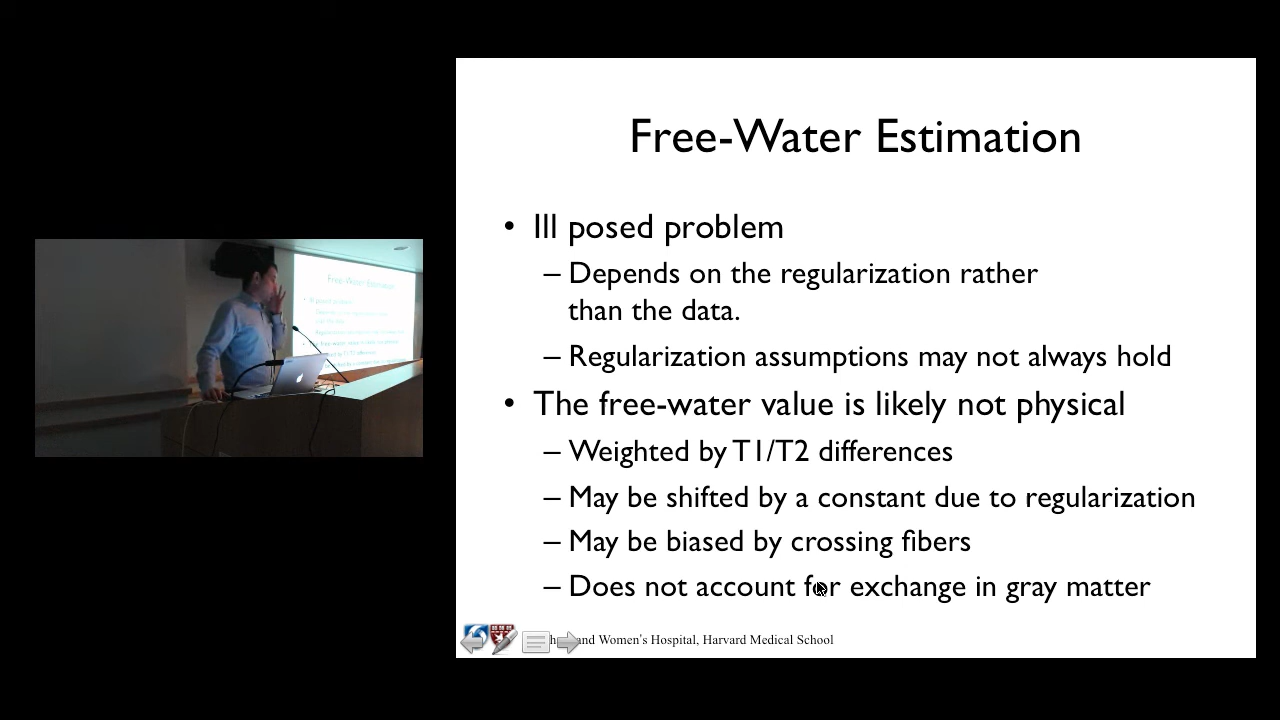 Free-Water Estimation
• Ill posed problem
– Depends on the regularization rather
than the data.
– Regularization assumptions may not always hold
• The free-water value is likely not physical
– Weighted by T1/T2 differences
– May be shifted by a constant due to regularization
– May be biased by crossing fibers
– Does not account for exchange in gray matter
and Women's Hospital, Harvard Medical School
Free-Water Estimation